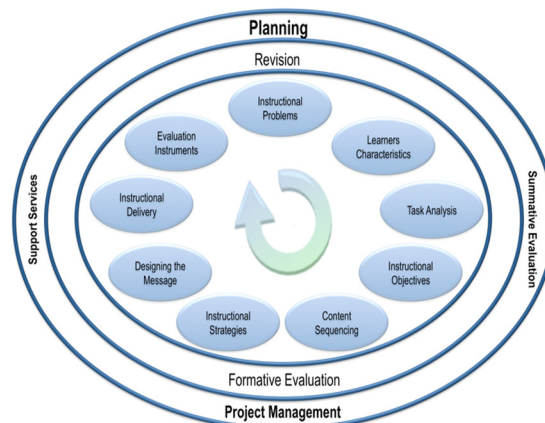 Planning
Revision
Instructional
Problems
Learners
Characteristics
Task Analysis
Instructional
Objectives
Content
Sequencing
Instructional
Strategies
Designing the
Message
Instructional
Delivery
Evaluation
Instruments
Support Services
Summative Evaluation
Formative Evaluation
Project Management